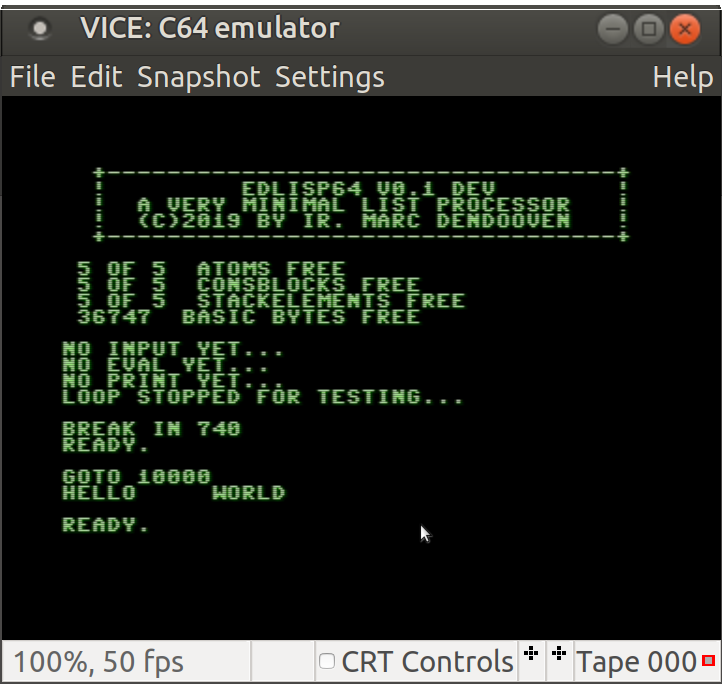 VICE: C64 emulator
File Edit Snapshot Settings Help
EDLISP64 V0.1 DEV
A VERY MINIMAL LIST PROCESSOR
(C)2019 BY IR. MARC DENDOOVEN
5 OF 5 ATOMS FREE
5 OF 5 CONSBLOCKS FREE
5 OF 5 STACKELEMENTS FREE
36747 BASIC BYTES FREE
NO INPUT YET...
NO EVAL YET...
NO PRINT YET...
LOOP STOPPED FOR TESTING...
BREAK IN 740
READY.
GOTO 10000
HELLO WORLD
READY.
100%, 50 fps CRT Controls Tape 000